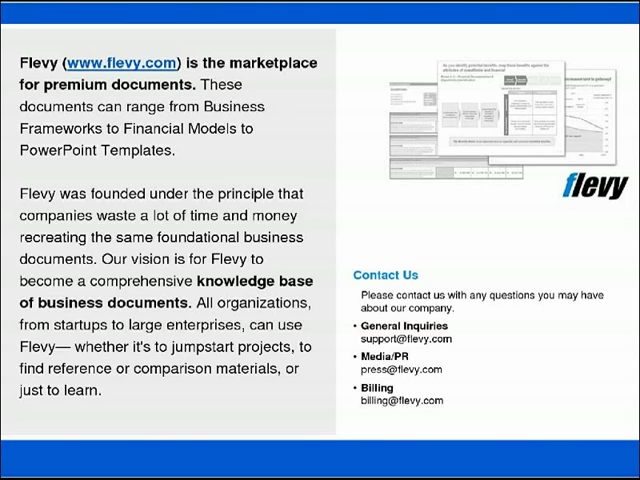 Flevy (www.flevy.com) is the marketplace
for premium documents. These
documents can range from Business
Frameworks to Financial Models to
PowerPoint Templates.
Flevy was founded under the principle that
companies waste a lot of time and money
recreating the same foundational business
documents. Our vision is for Flevy to
become a comprehensive knowledge base
of business documents. All organizations,
from startups to large enterprises, can use
Flevy— whether it's to jumpstart projects, to
find reference or comparison materials, or
just to learn.
flevy
Contact Us
Please contact us with any questions you may have
about our company.
• General Inquiries
support@flevy.com
• Media/PR
press@flevy.com
• Billing
billing@flevy.com